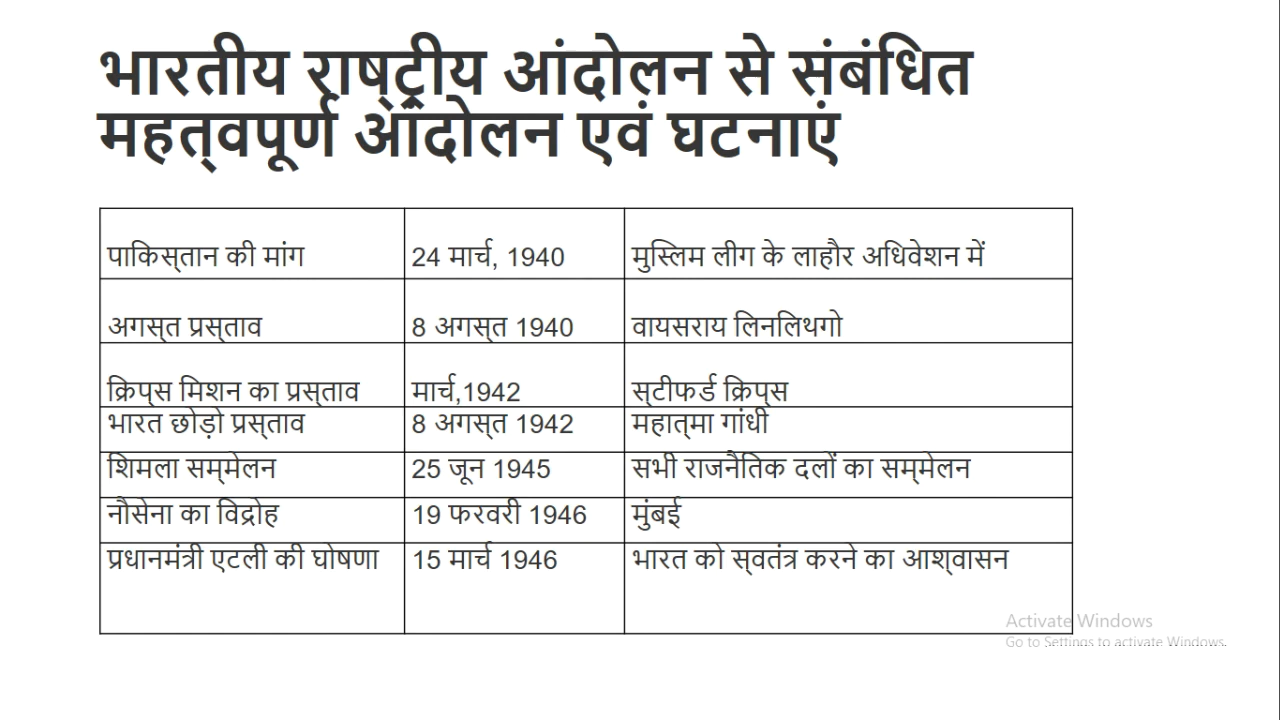 भारतीय राष्ट्रीय आंदोलन से संबंधित
महत्वपूर्ण आंदोलन एवं घटनाएं
पाकिस्तान की मांग 24 मार्च, 1940 मुस्लिम लीग के लाहौर अधिवेशन में
अगस्त प्रस्ताव 8 अगस्त 1940 वायसराय लिनलिथगो
क्रिप्स मिशन का प्रस्ताव मार्च,1942 स्टीफर्ड क्रिप्स
भारत छोड़ो प्रस्ताव 8 अगस्त 1942 महात्मा गांधी
शिमला सम्मेलन 25 जून 1945 सभी राजनैतिक दलों का सम्मेलन
नौसेना का विद्रोह 19 फरवरी 1946 मुंबई
प्रधानमंत्री एटली की घोषणा 15 मार्च 1946 भारत को स्वतंत्र करने का आश्वासन
Activate Windows
Go to Settings to activate Windows.